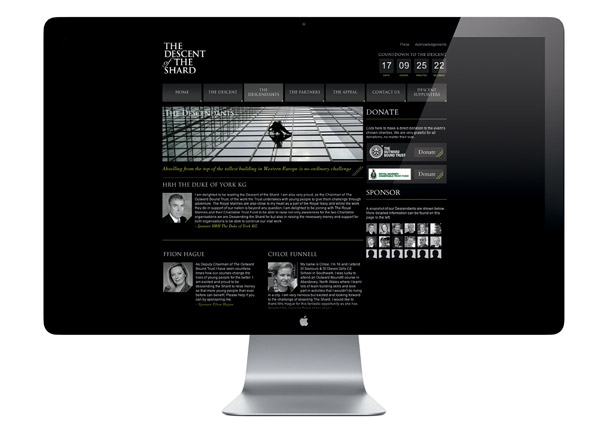 THE
DESCENT
of THE
SHARD
Press Acknowledgements
COUNTDOWN TO THE DESCENT
17 09 25 22
DAYS HOURS MINUTES SECONDS
HOME
THE DESCENT
THE
DESCENDANTS
THE PARTNERS
THE APPEAL
CONTACT US
DESCENT
SUPPORTERS
THE DESCENDANTS
Abseiling from the top of the tallest building in Western Europe is no ordinary challenge
DONATE
Click here to make a direct donation to the event's
chosen charities. We are very grateful for all
donations, no matter their size.
THE
OUTWARD
BOUND TRUST
Donate
ROYAL MARINES
CHARITABLE TRUST FUND
Donate
SPONSOR
A snapshot of our Descendants are shown below.
More detailed information can be found on this
page to the left.
HRH THE DUKE OF YORK KG
I am delighted to be leading the Descent of the Shard. I am also very proud, as the Chairman of The
Outward Bound Trust, of the work the Trust undertakes with young people to give them challenge through
adventure. The Royal Marines are also close to my heart as a part of the Royal Navy and while the work
that they do in defence is beyond any question, I am delighted to be joining with The Royal
Marines and their Charitable Trust Fund to be able to raise not only awareness for the two charitable
organisations we are Descending the Shard for but also in raising the necessary money and support for
both organisations to be able to continue our vital work.
- Sponsor HRH The Duke of York KG
FFION HAGUE
As Deputy Chairman of The Outward
Bound Trust I have seen countless
times how our courses change the
lives of young people for the better. I
am excited and proud to be
descending the Shard to raise money
so that more young people than ever
before can benefit. Please help if you
can by sponsoring me.
- Sponsor Ffion Hague
CHLOE FUNNELL
My name is Chloe, I'm 16 and I attend
St Saviours & St Olaves Girls CE
School in Southwark. I was lucky to
attend an Outward Bound® course in
Aberdovey, North Wales where I learnt
lots of team building skills and took
part in activities that I wouldn't do living
in a city. I am very nervous but excited and looking forward
to the challenge of descending The Shard. I would like to
thank Mrs Hague for this fantastic opportunity as she has